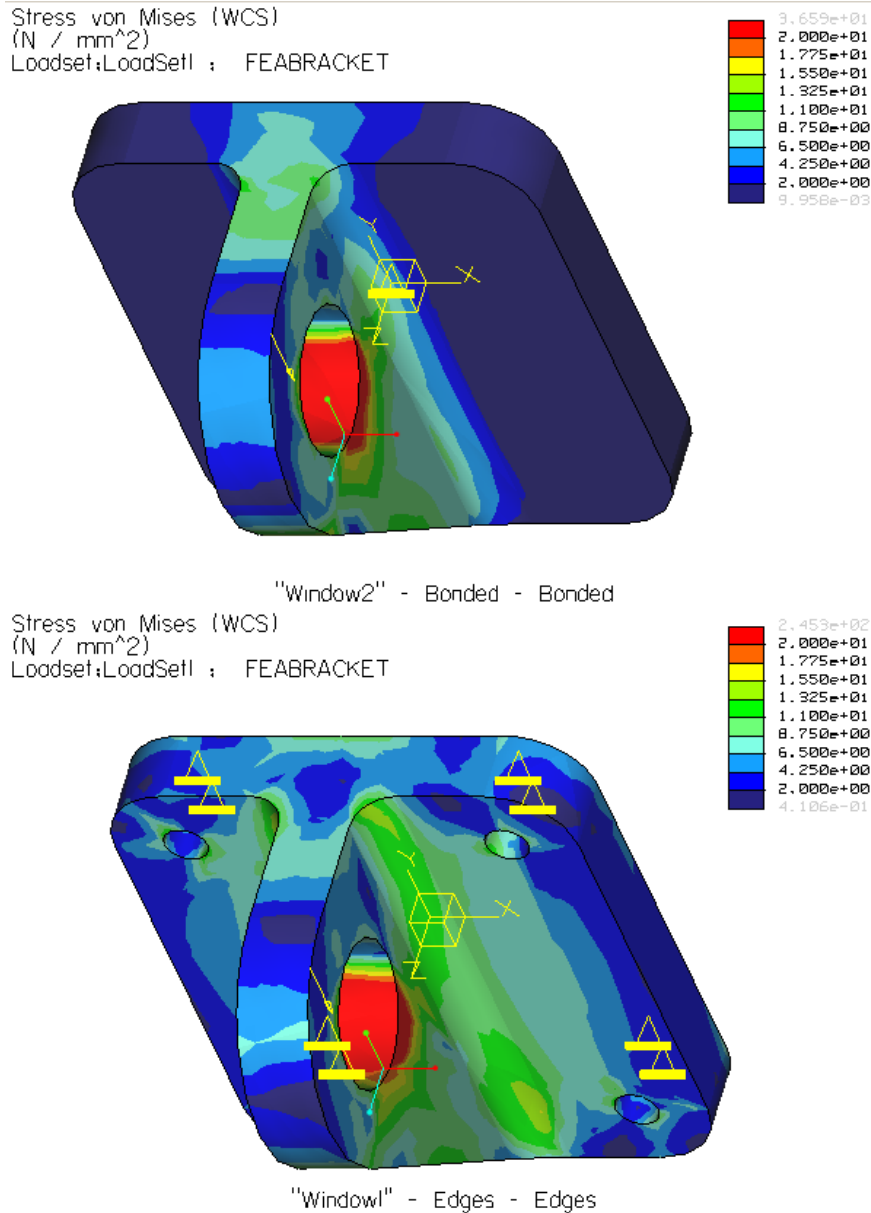 Stress von Mises (WCS)
(N / mm^2)
Loadset:LoadSet1 : FEABRACKET
3.659e+01
2.000e+01
1.775e+01
1.550e+01
1.325e+01
1.100e+01
8.750e+00
6.500e+00
4.250e+00
2.000e+00
9.958e-03
Y
X
Z
"Window2" - Bonded - Bonded
Stress von Mises (WCS)
(N / mm^2)
Loadset:LoadSet1 : FEABRACKET
2.453e+02
2.000e+01
1.775e+01
1.550e+01
1.325e+01
1.100e+01
8.750e+00
6.500e+00
4.250e+00
2.000e+00
4.106e-01
Y
X
Z
"Window1" - Edges - Edges